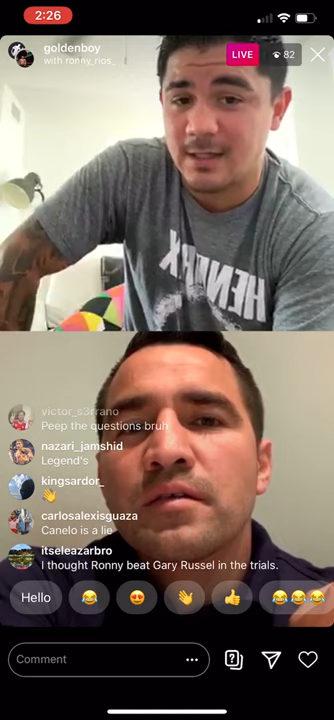 2:26
goldenboy
with ronny_rios_
LIVE
82
HENDRIX
victor_s3rrano
Peep the questions bruh
nazari_jamshid
Legend's
kingsardor_
👋
carlosalexisguaza
Canelo is a lie
itseleazarbro
I thought Ronny beat Gary Russel in the trials.
Hello
😂
😍
👋
👍
😂😂😂
Comment